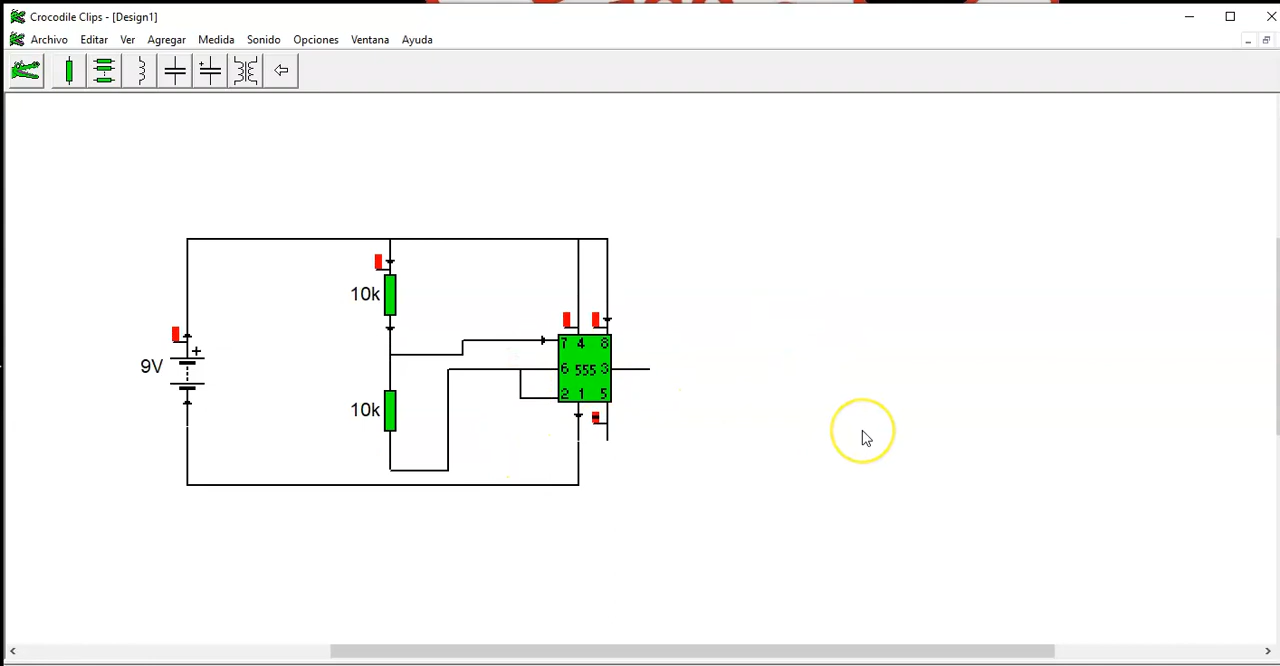 Crocodile Clips - [Design1]
Archivo Editar Ver Agregar Medida Sonido Opciones Ventana Ayuda
10k
9V
7 4 8
6 555 3
2 1 5
10k